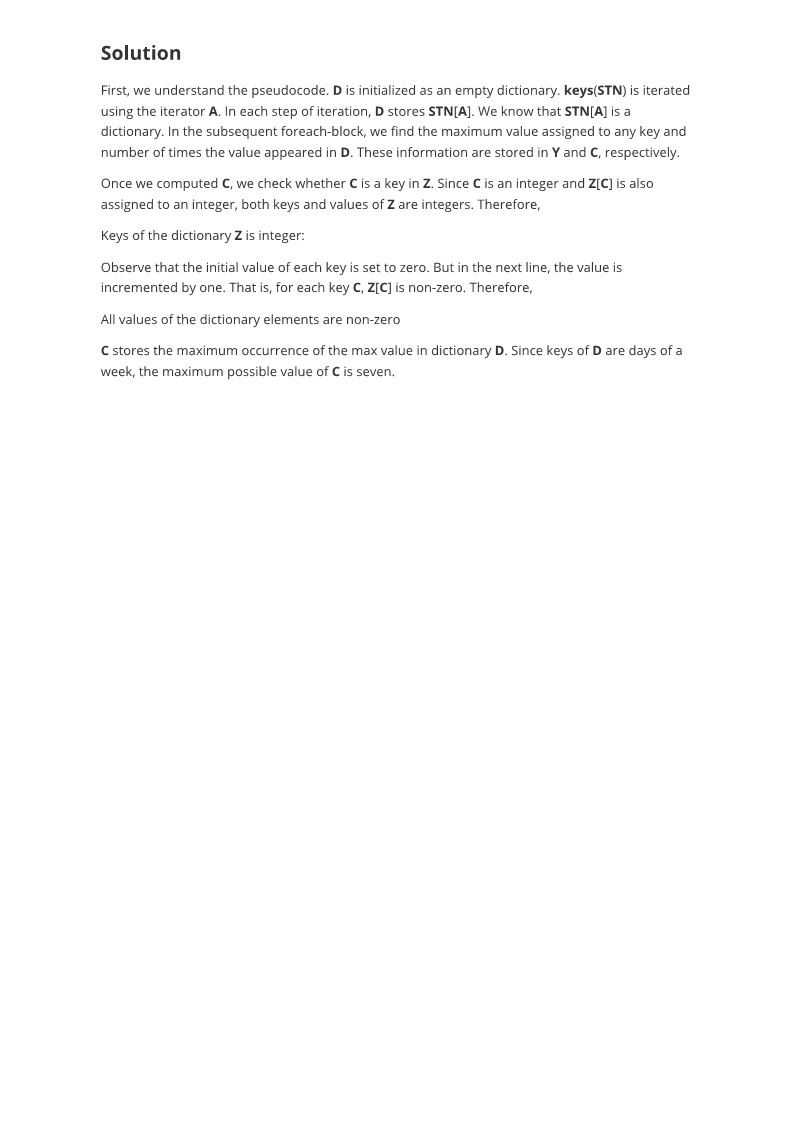 Solution
First, we understand the pseudocode. D is initialized as an empty dictionary. keys(STN) is iterated
using the iterator A. In each step of iteration, D stores STN[A]. We know that STN[A] is a
dictionary. In the subsequent foreach-block, we find the maximum value assigned to any key and
number of times the value appeared in D. These information are stored in Y and C, respectively.
Once we computed C, we check whether C is a key in Z. Since C is an integer and Z[C] is also
assigned to an integer, both keys and values of Z are integers. Therefore,
Keys of the dictionary Z is integer:
Observe that the initial value of each key is set to zero. But in the next line, the value is
incremented by one. That is, for each key C, Z[C] is non-zero. Therefore,
All values of the dictionary elements are non-zero
C stores the maximum occurrence of the max value in dictionary D. Since keys of D are days of a
week, the maximum possible value of C is seven.